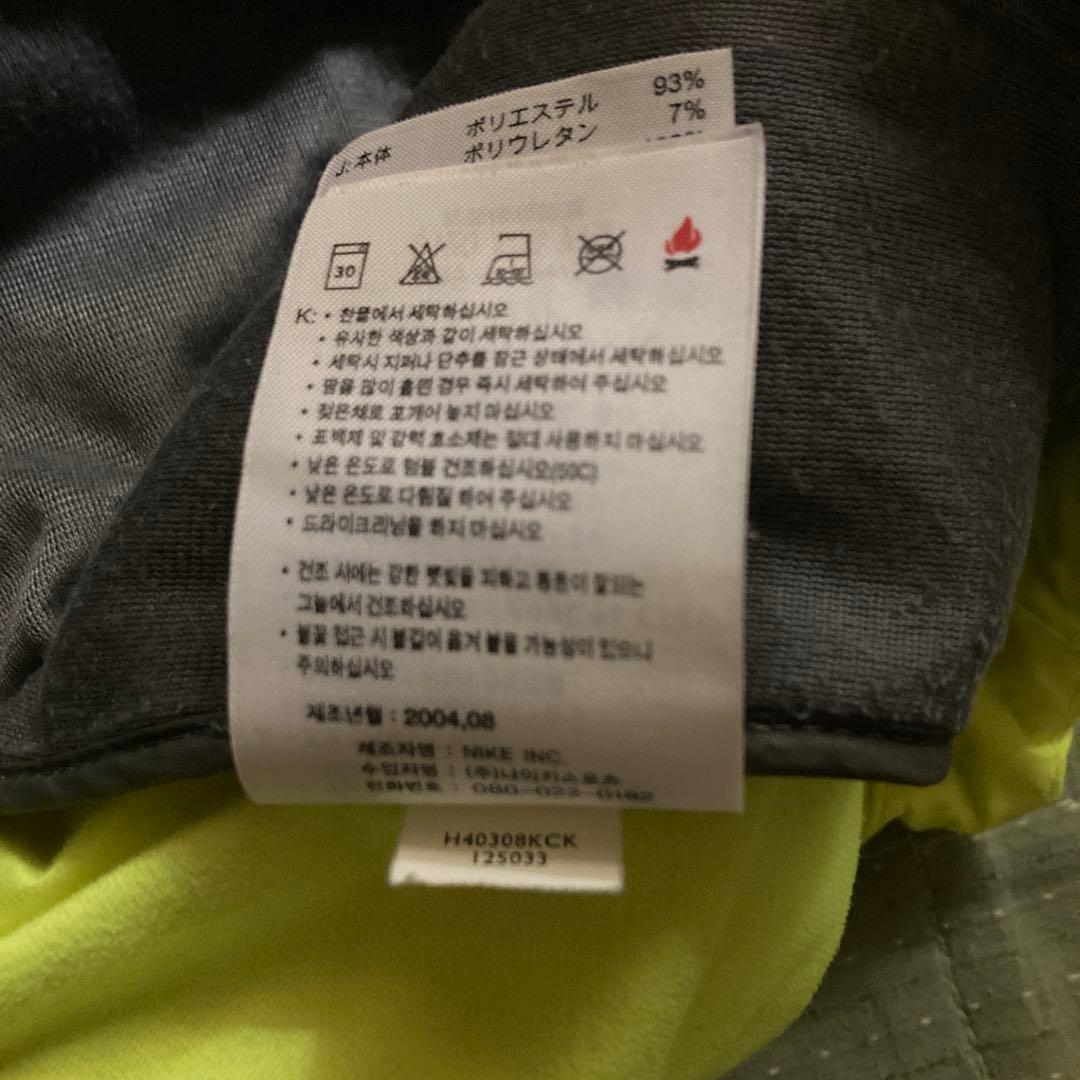 ポリエステル 93%
J: 本体 ポリウレタン 7%
30
K: • 찬물에서 세탁하십시오
• 유사한 색상과 같이 세탁하십시오
• 세탁시 지퍼나 단추를 잠근 상태에서 세탁하십시오
• 땀을 많이 흘린 경우 즉시 세탁하여 주십시오
• 젖은채로 포개어 놓지 마십시오
• 표백제 및 강력 효소제는 절대 사용하지 마십시오
• 낮은 온도로 텀블 건조하십시오(50C)
• 낮은 온도로 다림질 하여 주십시오
• 드라이크리닝을 하지 마십시오
• 건조 시에는 강한 햇빛을 피하고 통풍이 잘되는
그늘에서 건조하십시오
• 불꽃 접근 시 불길이 옮겨 붙을 가능성이 있으니
주의하십시오
제조년월 : 2004.08
제조자명 : NIKE INC.
수입자명 : (주)나이키스포츠
전화번호 : 080-022-0182
H40308KCK
125033